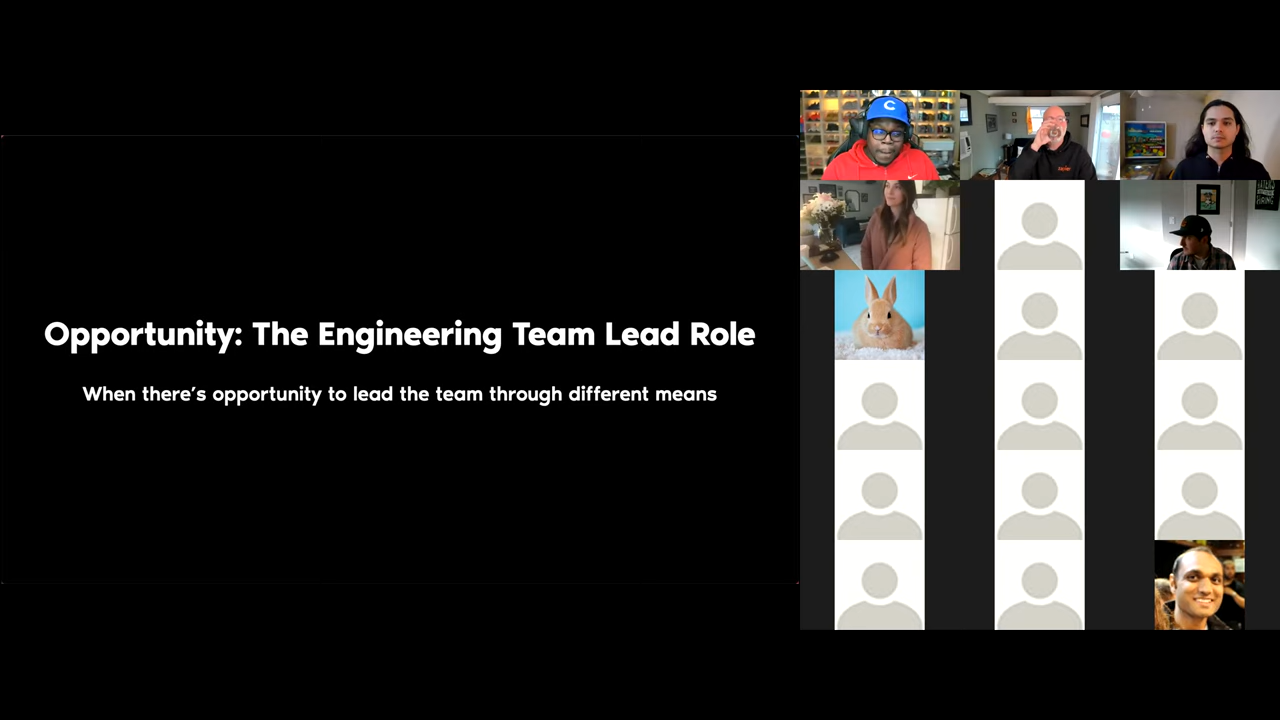 Opportunity: The Engineering Team Lead Role
When there's opportunity to lead the team through different means
C